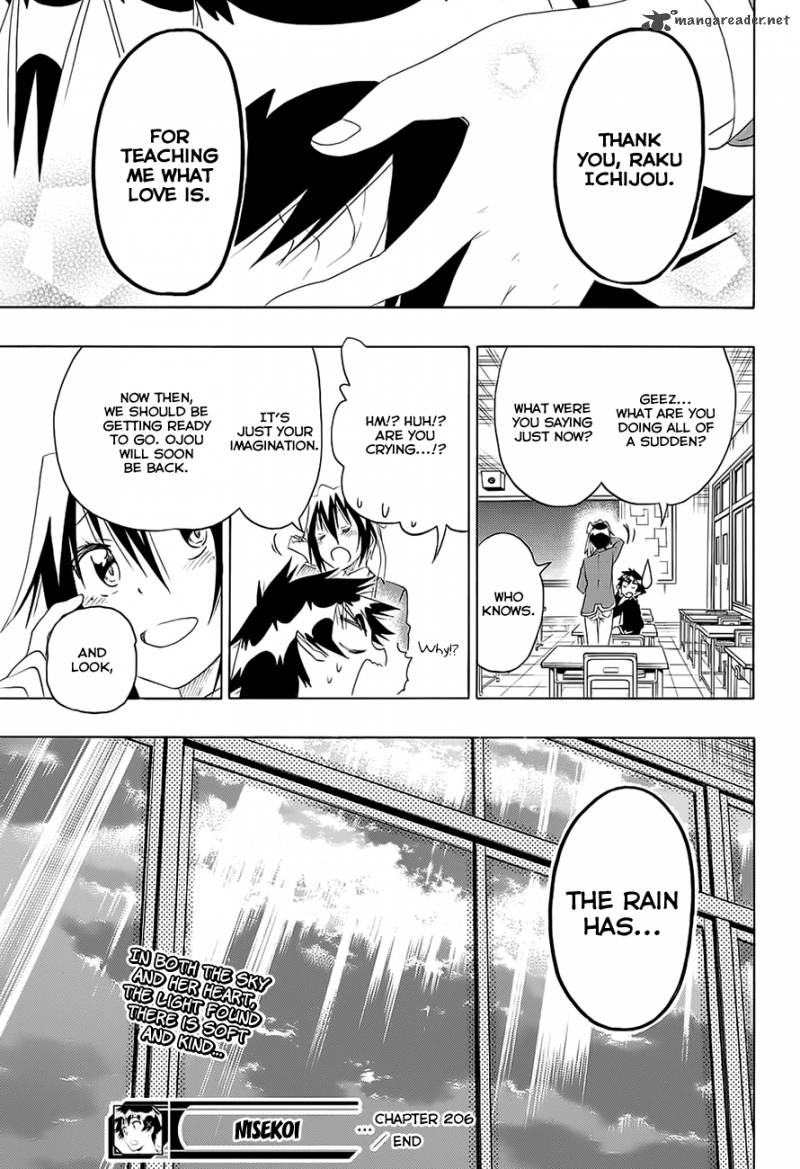 mangareader.net
THANK
YOU, RAKU
ICHIJOU.
FOR
TEACHING
ME WHAT
LOVE IS.
GEEZ...
WHAT ARE YOU
DOING ALL OF
A SUDDEN?
WHAT WERE
YOU SAYING
JUST NOW?
WHO
KNOWS.
HM!? HUH!?
ARE YOU
CRYING...!?
Why!?
IT'S
JUST YOUR
IMAGINATION.
NOW THEN,
WE SHOULD BE
GETTING READY
TO GO. OJOU
WILL SOON
BE BACK.
AND
LOOK,
THE RAIN
HAS...
IN BOTH THE SKY
AND HER HEART,
THE LIGHT FOUND
THERE IS SOFT
AND KIND...
NISEKOI
... CHAPTER 206
/ END